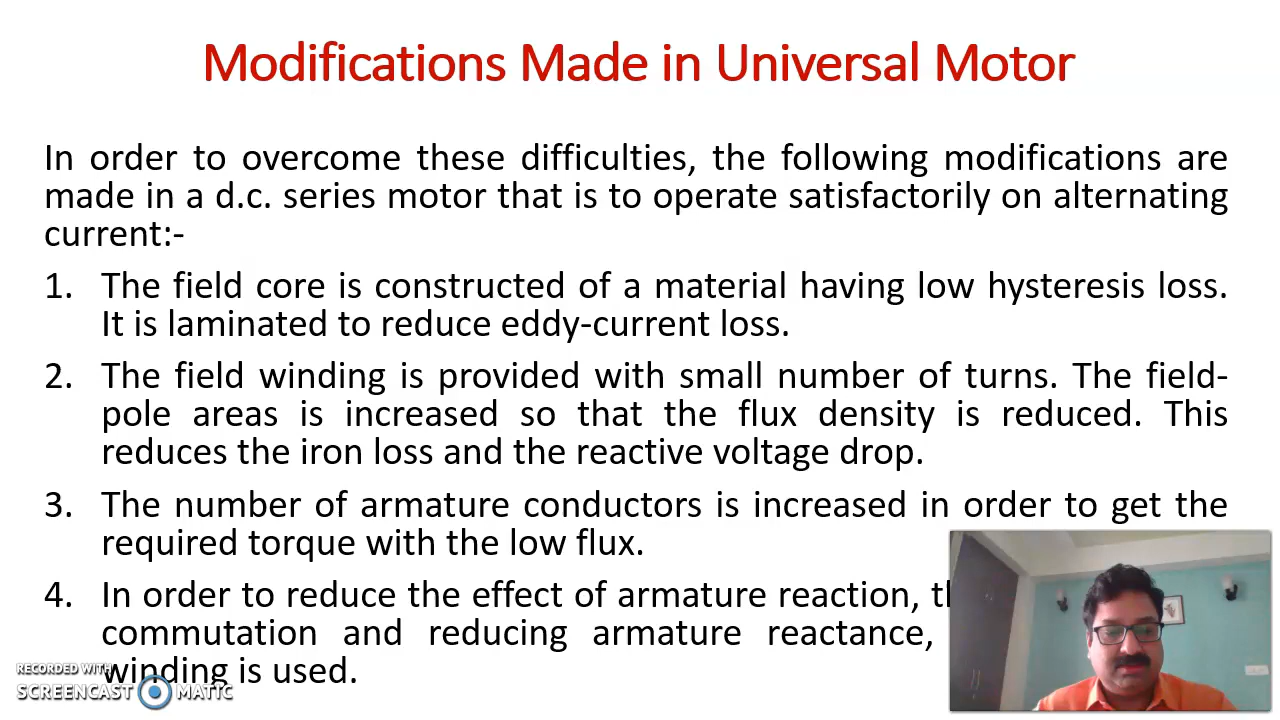 Modifications Made in Universal Motor
In order to overcome these difficulties, the following modifications are
made in a d.c. series motor that is to operate satisfactorily on alternating
current:-
1. The field core is constructed of a material having low hysteresis loss.
It is laminated to reduce eddy-current loss.
2. The field winding is provided with small number of turns. The field-
pole areas is increased so that the flux density is reduced. This
reduces the iron loss and the reactive voltage drop.
3. The number of armature conductors is increased in order to get the
required torque with the low flux.
4. In order to reduce the effect of armature reaction,
commutation and reducing armature reactance,
winding is used.
RECORDED WITH
SCREENCAST MATIC